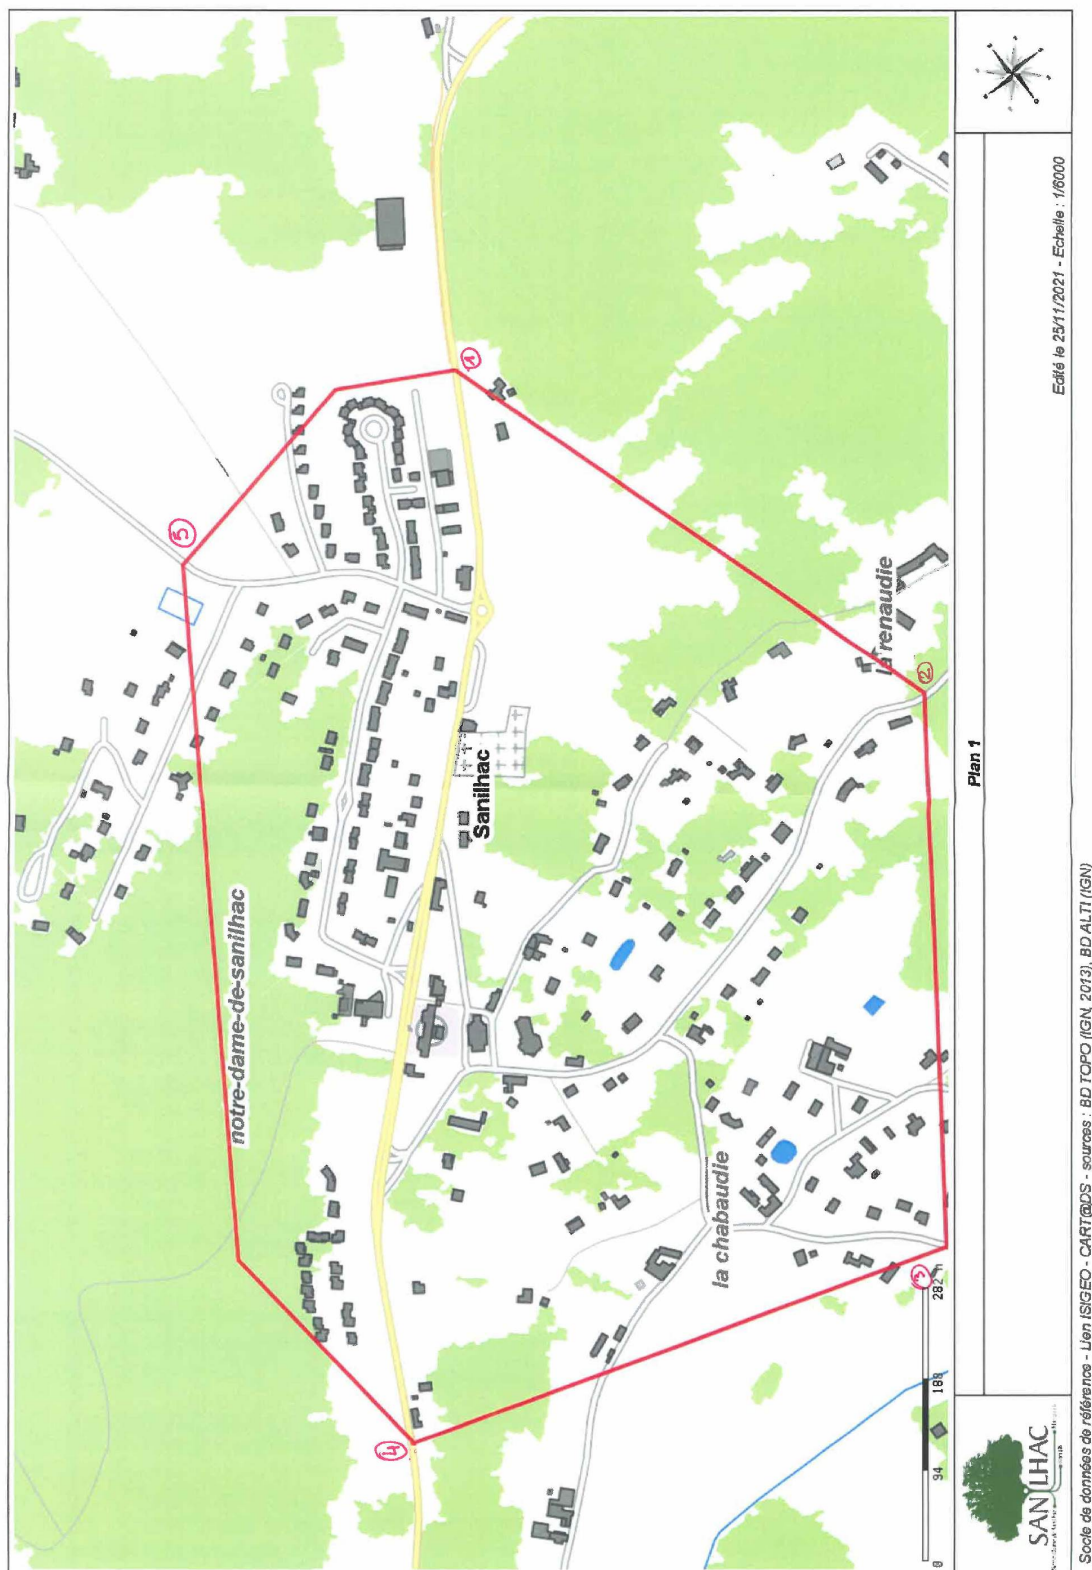 notre-dame-de-sanilhac
Sanilhac
la chabaudie
la renaudie
1
2
3
4
5
0 94 188 282 m
Plan 1
Edité le 25/11/2021 - Echelle : 1/6000
SANILHAC
Socle de données de référence - Lien ISIGEO - CART@DS - sources : BD TOPO (IGN, 2013), BD ALTI (IGN)